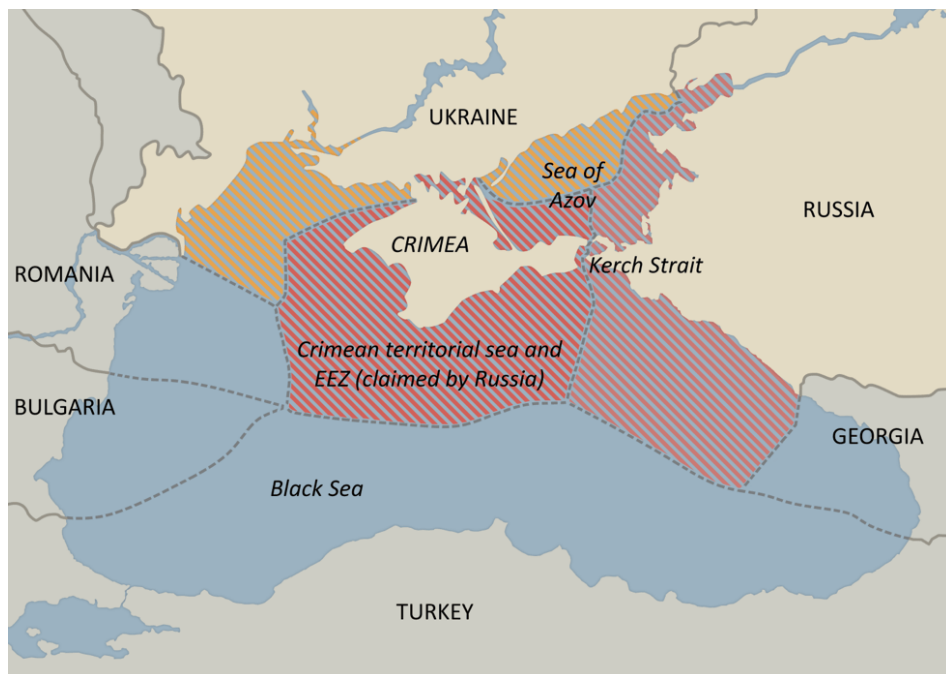 UKRAINE
Sea of
Azov
RUSSIA
CRIMEA
Kerch Strait
ROMANIA
Crimean territorial sea and
EEZ (claimed by Russia)
BULGARIA
GEORGIA
Black Sea
TURKEY